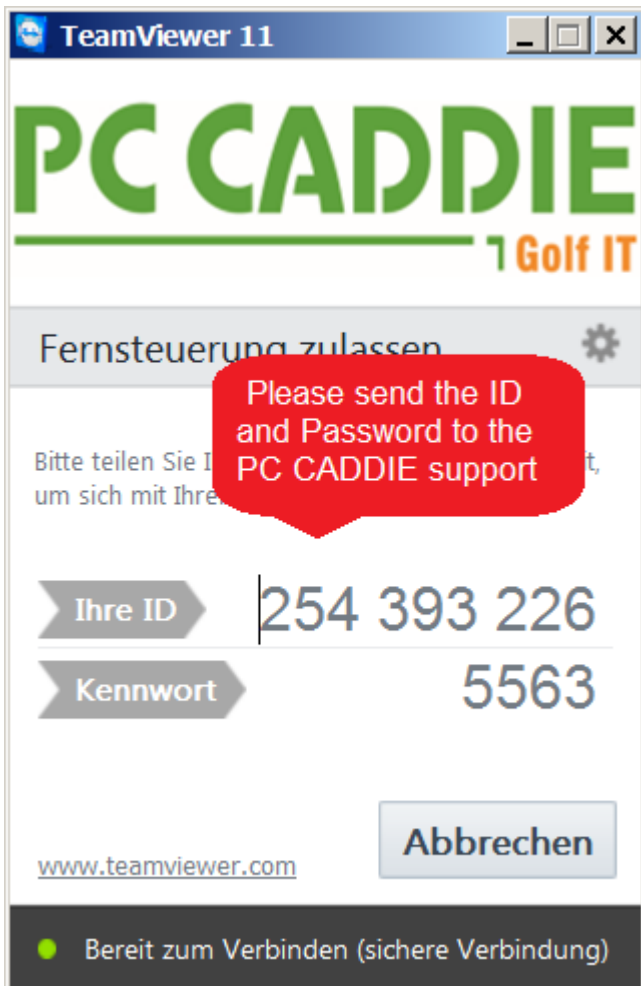 TeamViewer 11
PC CADDIE
Golf IT
Fernsteuerung zulassen
Please send the ID
and Password to the
PC CADDIE support
Bitte teilen Sie
um sich mit
Ihre ID 254 393 226
Kennwort 5563
Abbrechen
www.teamviewer.com
Bereit zum Verbinden (sichere Verbindung)